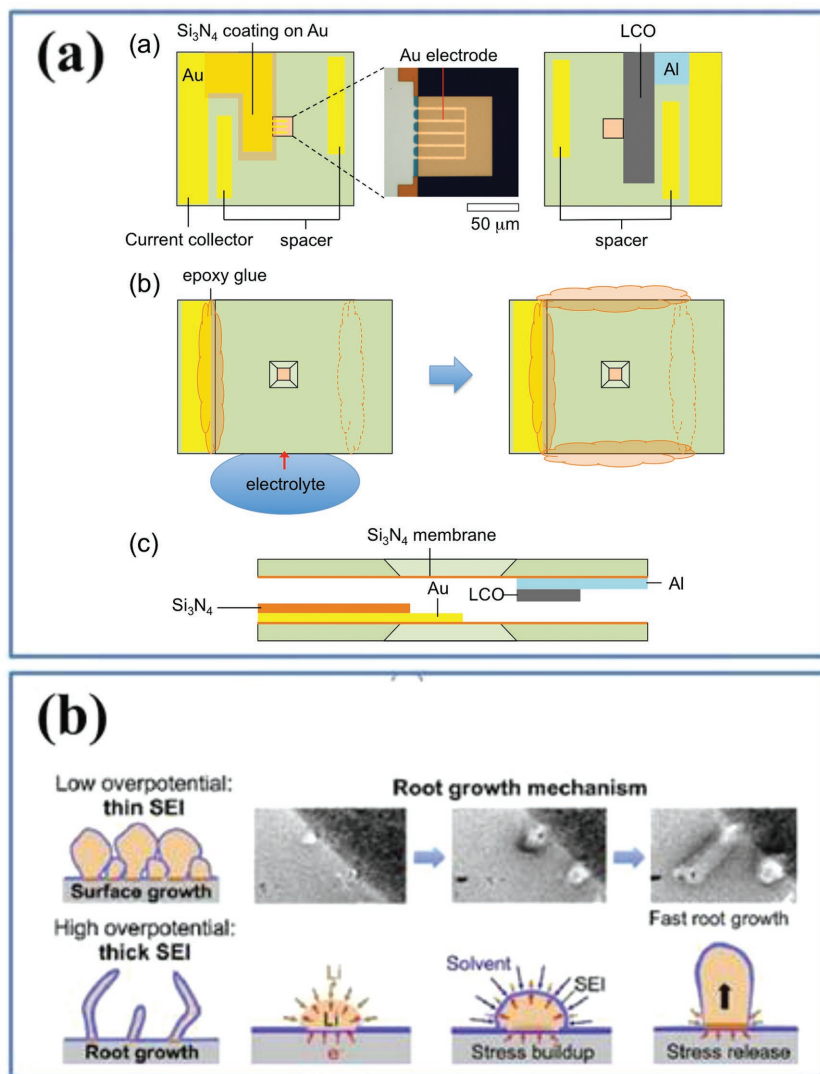 (a)
(a)
Si3N4 coating on Au
Au
Au electrode
50 μm
Current collector
spacer
LCO
Al
spacer
(b)
epoxy glue
electrolyte
(c)
Si3N4 membrane
Si3N4
Au
LCO
Al
(b)
Low overpotential:
thin SEI
Surface growth
High overpotential:
thick SEI
Root growth
Root growth mechanism
Fast root growth
Li
Li
e-
Solvent
SEI
Stress buildup
Stress release